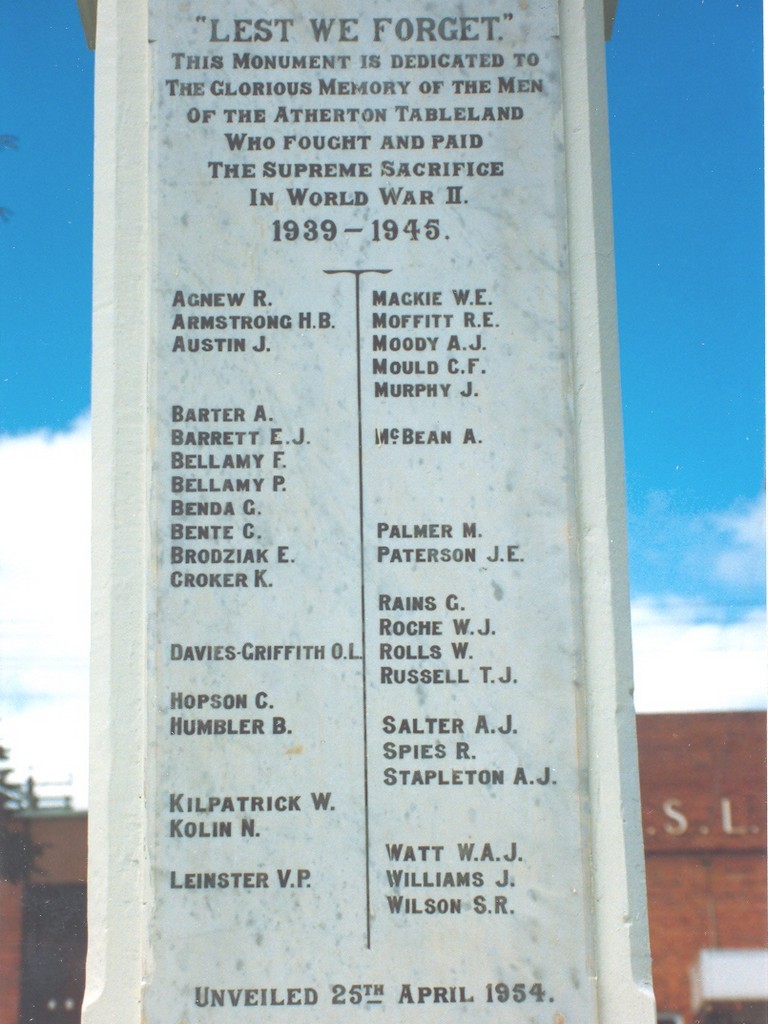 "LEST WE FORGET."
THIS MONUMENT IS DEDICATED TO
THE GLORIOUS MEMORY OF THE MEN
OF THE ATHERTON TABLELAND
WHO FOUGHT AND PAID
THE SUPREME SACRIFICE
IN WORLD WAR II.
1939 – 1945.
AGNEW R.
ARMSTRONG H.B.
AUSTIN J.
BARTER A.
BARRETT E.J.
BELLAMY F.
BELLAMY P.
BENDA G.
BENTE C.
BRODZIAK E.
CROKER K.
DAVIES-GRIFFITH O.L.
HOPSON C.
HUMBLER B.
KILPATRICK W.
KOLIN N.
LEINSTER V.P.
MACKIE W.E.
MOFFITT R.E.
MOODY A.J.
MOULD C.F.
MURPHY J.
McBEAN A.
PALMER M.
PATERSON J.E.
RAINS G.
ROCHE W.J.
ROLLS W.
RUSSELL T.J.
SALTER A.J.
SPIES R.
STAPLETON A.J.
WATT W.A.J.
WILLIAMS J.
WILSON S.R.
UNVEILED 25TH APRIL 1954.
.S.L.